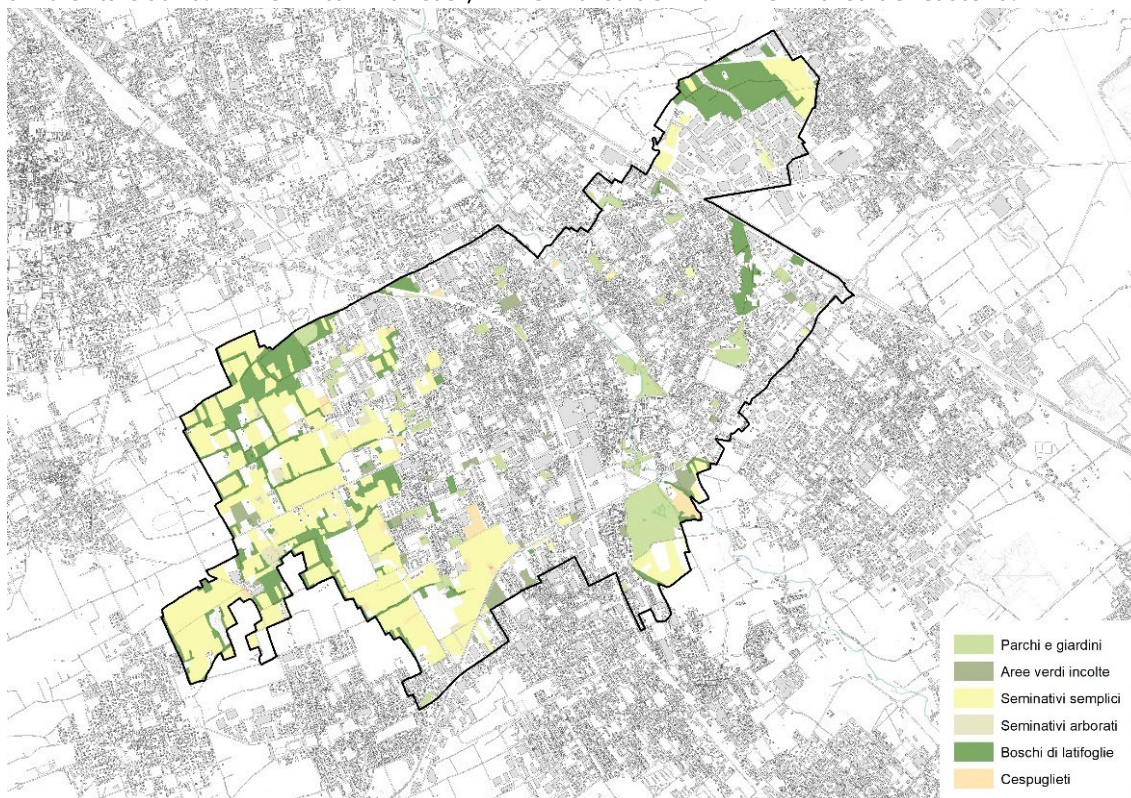 Parchi e giardini
Aree verdi incolte
Seminativi semplici
Seminativi arborati
Boschi di latifoglie
Cespuglieti